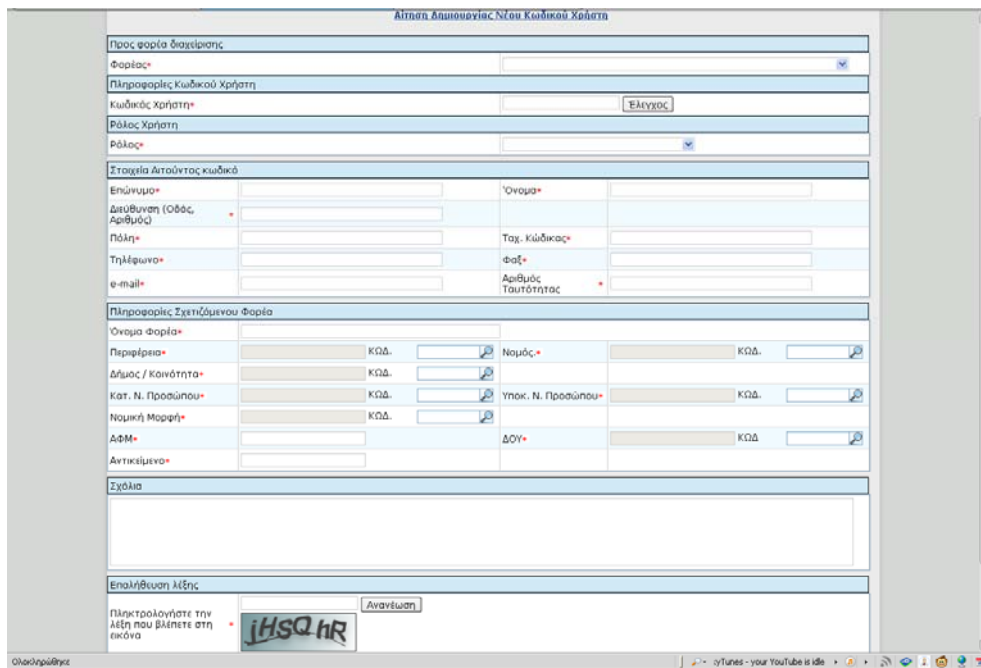 Αίτηση Δημιουργίας Νέου Κωδικού Χρήστη
Προς φορέα διαχείρισης
Φορέας*
Πληροφορίες Κωδικού Χρήστη
Κωδικός Χρήστη* Έλεγχος
Ρόλος Χρήστη
Ρόλος*
Στοιχεία Αιτούντος κωδικό
Επώνυμο* Όνομα*
Διεύθυνση (Οδός, Αριθμός) *
Πόλη* Ταχ. Κώδικας*
Τηλέφωνο* Φαξ*
e-mail* Αριθμός Ταυτότητας *
Πληροφορίες Σχετιζόμενου Φορέα
Όνομα Φορέα*
Περιφέρεια* ΚΩΔ. Νομός.* ΚΩΔ.
Δήμος / Κοινότητα* ΚΩΔ.
Κατ. Ν. Προσώπου* ΚΩΔ. Υποκ. Ν. Προσώπου* ΚΩΔ.
Νομική Μορφή* ΚΩΔ.
ΑΦΜ* ΔΟΥ* ΚΩΔ
Αντικείμενο*
Σχόλια
Επαλήθευση λέξης
Ανανέωση
Πληκτρολογήστε την
λέξη που βλέπετε στη *
εικόνα
jHSQhR
Ολοκληρώθηκε yTunes - your YouTube is idle